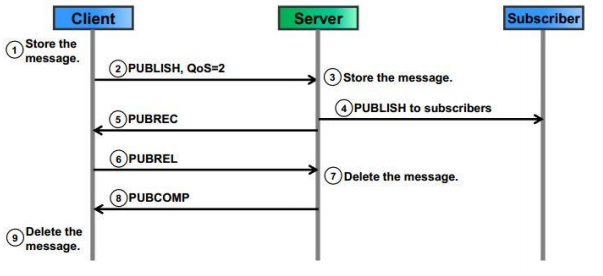 Client
Server
Subscriber
1 Store the
message.
2 PUBLISH, QoS=2
3 Store the message.
4 PUBLISH to subscribers
5 PUBREC
6 PUBREL
7 Delete the message.
8 PUBCOMP
9 Delete the
message.